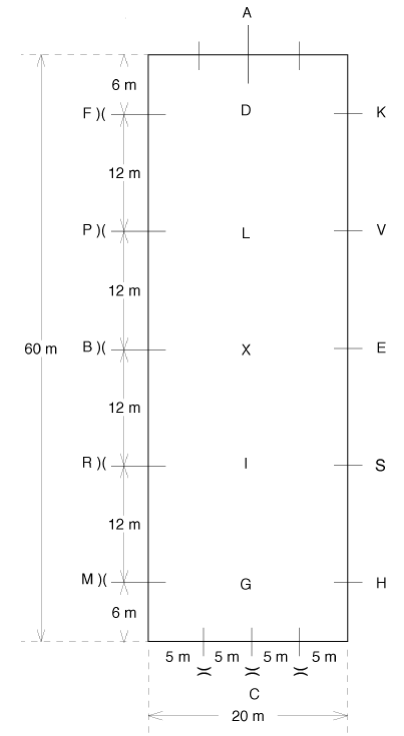 A
6 m
F )( D K
12 m
P )( L V
12 m
60 m B )( X E
12 m
R )( I S
12 m
M )( G H
6 m
5 m 5 m 5 m 5 m
)( )( )(
C
20 m